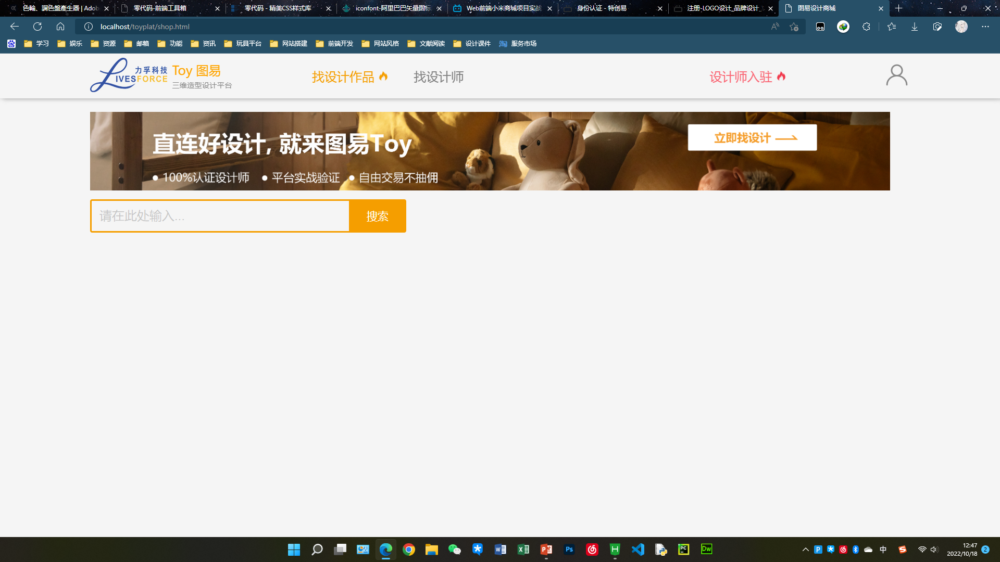 色輪、調色盤產生器 | Adob
零代码-前端工具箱
零代码 - 精美CSS样式库
iconfont-阿里巴巴矢量图标
Web前端小米商城项目实战
身份认证 - 特创易
注册-LOGO设计_品牌设计_
图易设计商城
localhost/toyplat/shop.html
学习
娱乐
资源
邮箱
功能
资讯
玩具平台
网站搭建
前端开发
网站风格
文献阅读
设计课件
服务市场
力孚科技
LIVESFORCE
Toy 图易
三维造型设计平台
找设计作品
找设计师
设计师入驻
直连好设计, 就来图易Toy
立即找设计
● 100%认证设计师 ● 平台实战验证 ● 自由交易不抽佣
请在此处输入...
搜索
中
12:47
2022/10/18
2